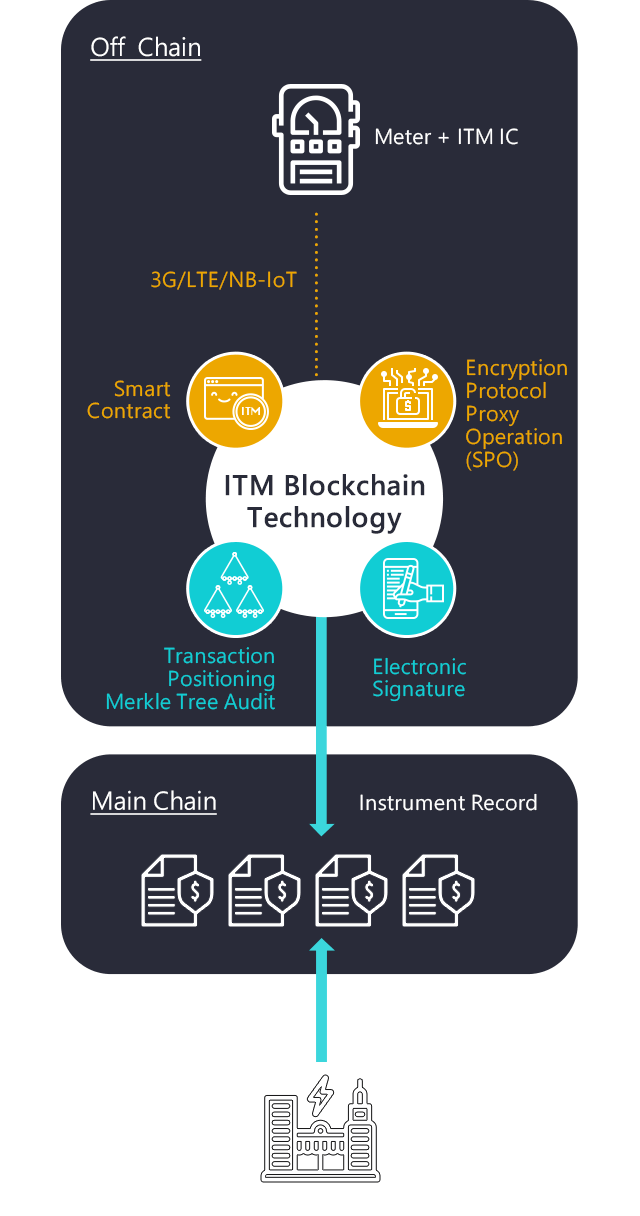 Off Chain
Meter + ITM IC
3G/LTE/NB-IoT
Smart
Contract
ITM
$
Encryption
Protocol
Proxy
Operation
(SPO)
ITM Blockchain
Technology
Transaction
Positioning
Merkle Tree Audit
Electronic
Signature
Main Chain
Instrument Record
$ $ $ $